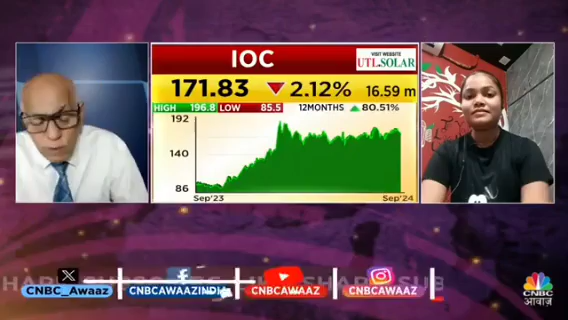 IOC
VISIT WEBSITE
UTL.SOLAR
171.83 ▼ 2.12% 16.59 m
HIGH 196.8 LOW 85.5 12MONTHS ▲ 80.51%
192
140
86
Sep'23 Sep'24
CNBC_Awaaz
CNBCAWAAZINDIA
CNBCAWAAZ
CNBCAWAAZ
CNBC
आवाज़